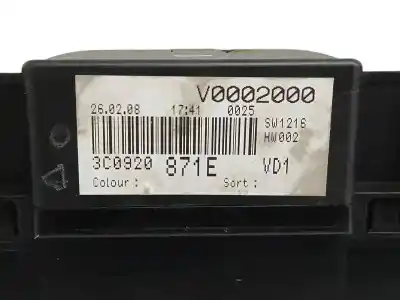 V0002000
26.02.08 17:41 0025
SW1216
HW002
3C0920 871E VD1
Colour : Sort :